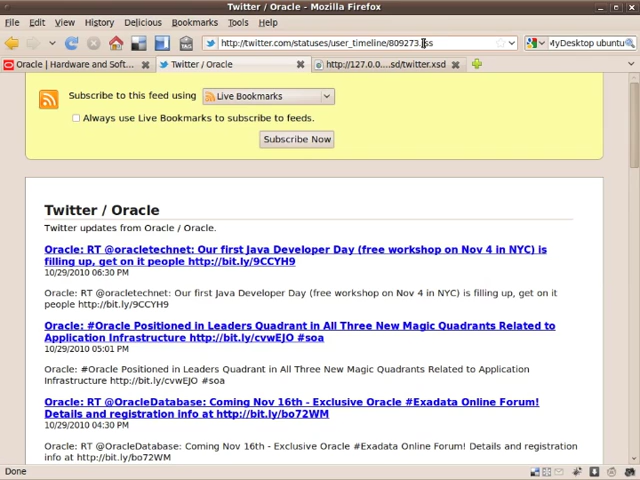 Twitter / Oracle - Mozilla Firefox
File Edit View History Delicious Bookmarks Tools Help
http://twitter.com/statuses/user_timeline/809273.rss
MyDesktop ubuntu
Oracle | Hardware and Soft...
Twitter / Oracle
http://127.0.0....sd/twitter.xsd
Subscribe to this feed using Live Bookmarks
Always use Live Bookmarks to subscribe to feeds.
Subscribe Now
Twitter / Oracle
Twitter updates from Oracle / Oracle.
Oracle: RT @oracletechnet: Our first Java Developer Day (free workshop on Nov 4 in NYC) is
filling up, get on it people http://bit.ly/9CCYH9
10/29/2010 06:30 PM
Oracle: RT @oracletechnet: Our first Java Developer Day (free workshop on Nov 4 in NYC) is filling up, get on it
people http://bit.ly/9CCYH9
Oracle: #Oracle Positioned in Leaders Quadrant in All Three New Magic Quadrants Related to
Application Infrastructure http://bit.ly/cvwEJO #soa
10/29/2010 05:01 PM
Oracle: #Oracle Positioned in Leaders Quadrant in All Three New Magic Quadrants Related to Application
Infrastructure http://bit.ly/cvwEJO #soa
Oracle: RT @OracleDatabase: Coming Nov 16th - Exclusive Oracle #Exadata Online Forum!
Details and registration info at http://bit.ly/bo72WM
10/29/2010 04:30 PM
Oracle: RT @OracleDatabase: Coming Nov 16th - Exclusive Oracle #Exadata Online Forum! Details and registration
info at http://bit.ly/bo72WM
Done